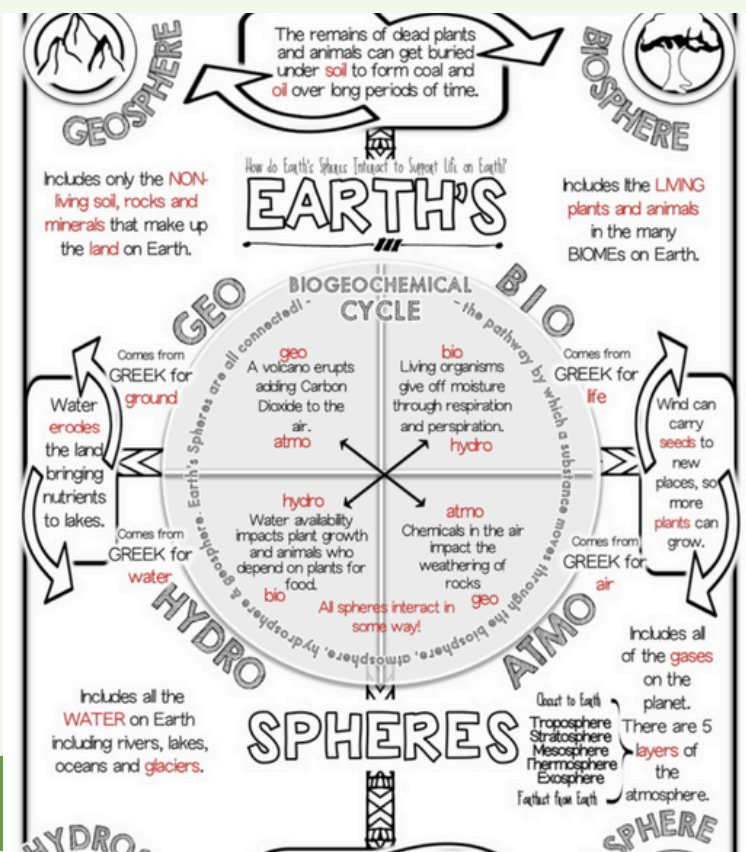 The remains of dead plants
and animals can get buried
under soil to form coal and
oil over long periods of time.
GEOSPHERE
BIOSPHERE
How do Earth's Spheres Interact to Support Life on Earth?
EARTH'S
Includes only the NON-
living soil, rocks and
minerals that make up
the land on Earth.
Includes lthe LIVING
plants and animals
in the many
BIOMEs on Earth.
GEO
BIO
BIOGEOCHEMICAL
CYCLE
- the pathway by which a substance moves through the biosphere, atmosphere, hydrosphere & geosphere. Earth's Spheres are all connected! -
Comes from
GREEK for
ground
geo
A volcano erupts
adding Carbon
Dioxide to the
air.
atmo
bio
Living organisms
give off moisture
through respiration
and perspiration.
hydro
Comes from
GREEK for
life
Water
erodes
the land,
bringing
nutrients
to lakes.
Wind can
carry
seeds to
new
places, so
more
plants can
grow.
Comes from
GREEK for
water
hydro
Water availability
impacts plant growth
and animals who
depend on plants for
food.
bio
atmo
Chemicals in the air
impact the
weathering of
rocks
geo
Comes from
GREEK for
air
All spheres interact in
some way!
HYDRO
ATMO
Includes all the
WATER on Earth
including rivers, lakes,
oceans and glaciers.
SPHERES
Closest to Earth
Troposphere
Stratosphere
Mesosphere
Thermosphere
Exosphere
Farthest from Earth
Includes all
of the gases
on the
planet.
There are 5
layers of
the
atmosphere.
HYDROS
SPHERE